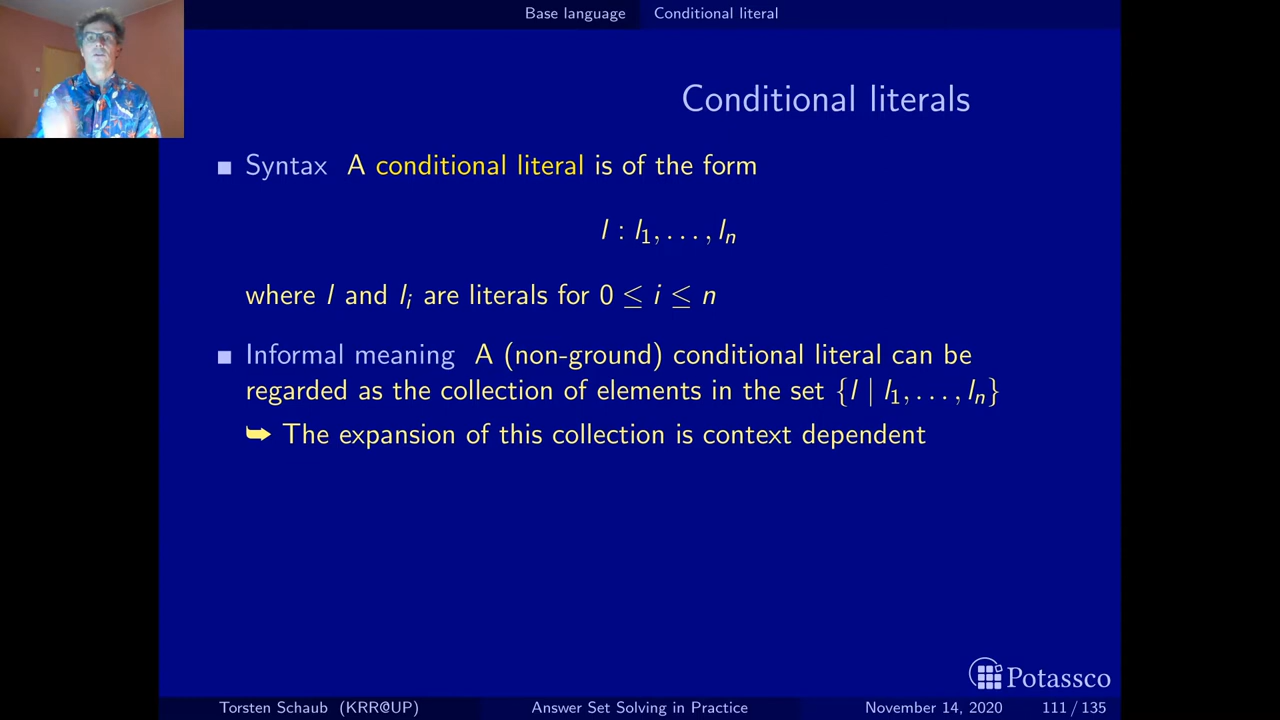 Base language Conditional literal
Conditional literals
Syntax A conditional literal is of the form
l : l₁, . . . , lₙ
where l and lᵢ are literals for 0 ≤ i ≤ n
Informal meaning A (non-ground) conditional literal can be
regarded as the collection of elements in the set {l | l₁, . . . , lₙ}
➥ The expansion of this collection is context dependent
Potassco
Torsten Schaub (KRR@UP) Answer Set Solving in Practice November 14, 2020 111 / 135